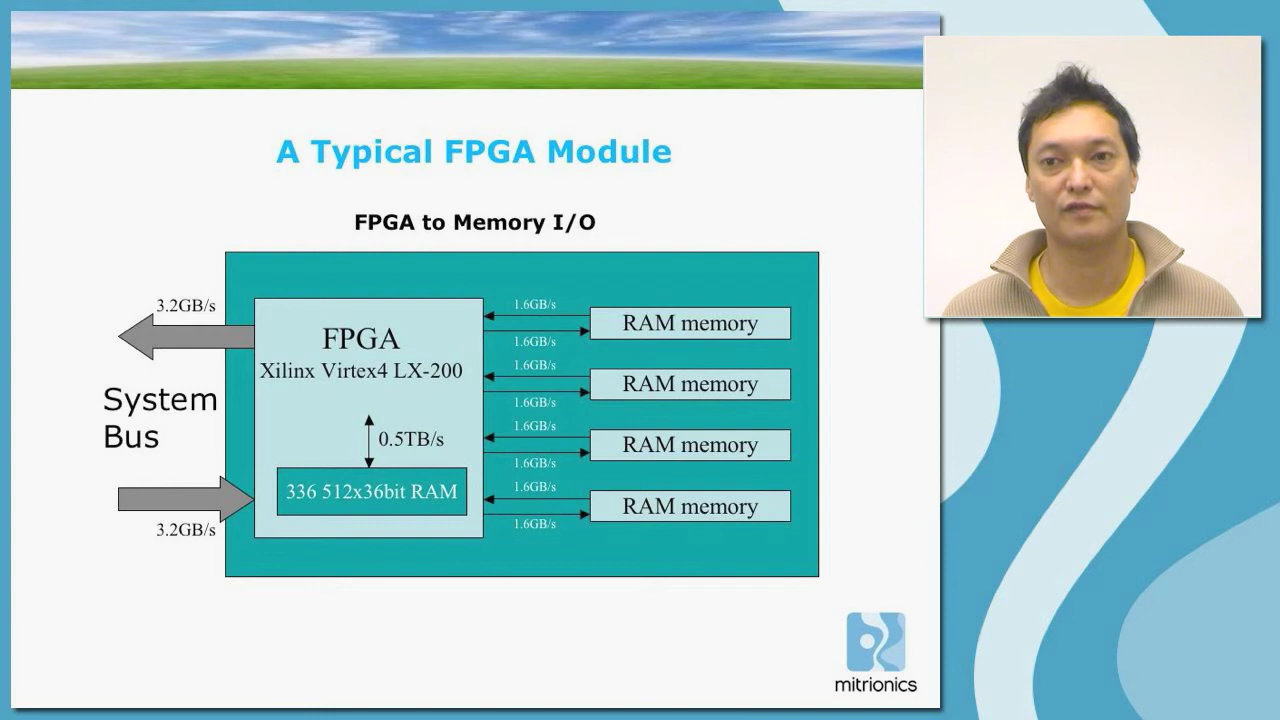 A Typical FPGA Module
FPGA to Memory I/O
3.2GB/s
System
Bus
3.2GB/s
FPGA
Xilinx Virtex4 LX-200
0.5TB/s
336 512x36bit RAM
1.6GB/s
RAM memory
1.6GB/s
1.6GB/s
RAM memory
1.6GB/s
1.6GB/s
RAM memory
1.6GB/s
1.6GB/s
RAM memory
1.6GB/s
mitrionics